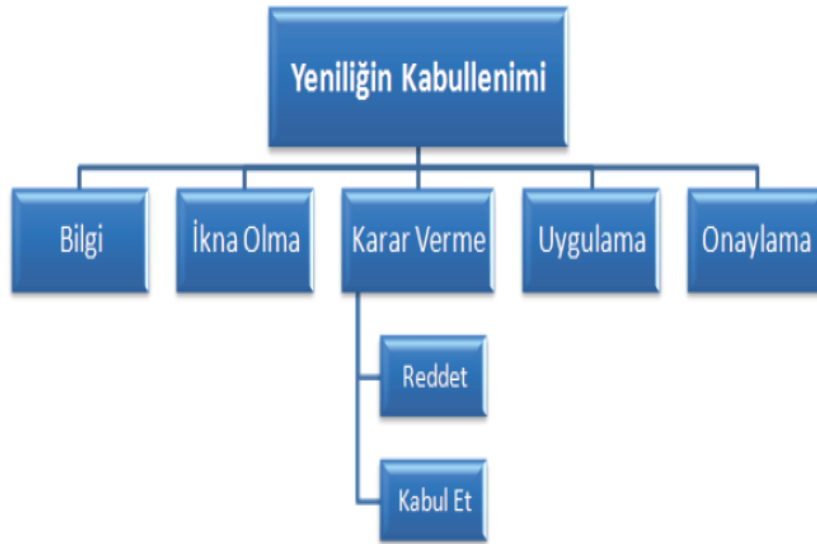 Yeniliğin Kabullenimi
Bilgi
İkna Olma
Karar Verme
Uygulama
Onaylama
Reddet
Kabul Et